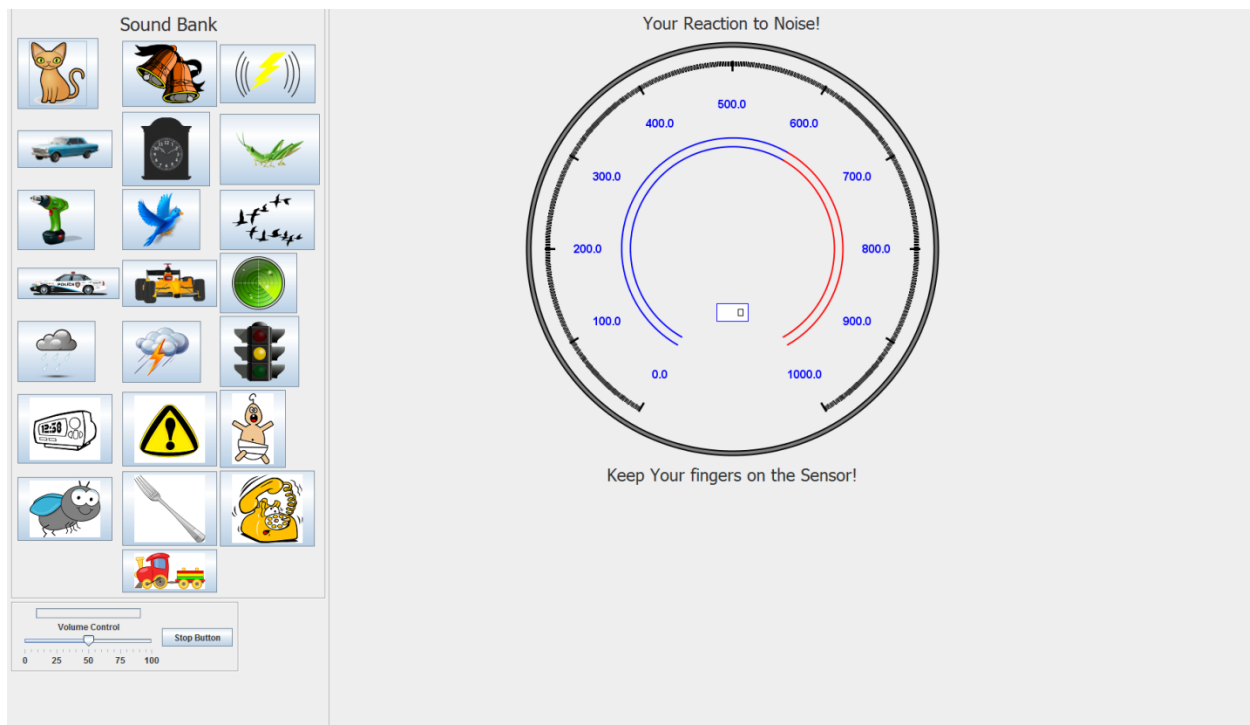 Sound Bank
POLICE
12:58
Volume Control
0 25 50 75 100
Stop Button
Your Reaction to Noise!
500.0
400.0 600.0
300.0 700.0
200.0 800.0
0
100.0 900.0
0.0 1000.0
Keep Your fingers on the Sensor!